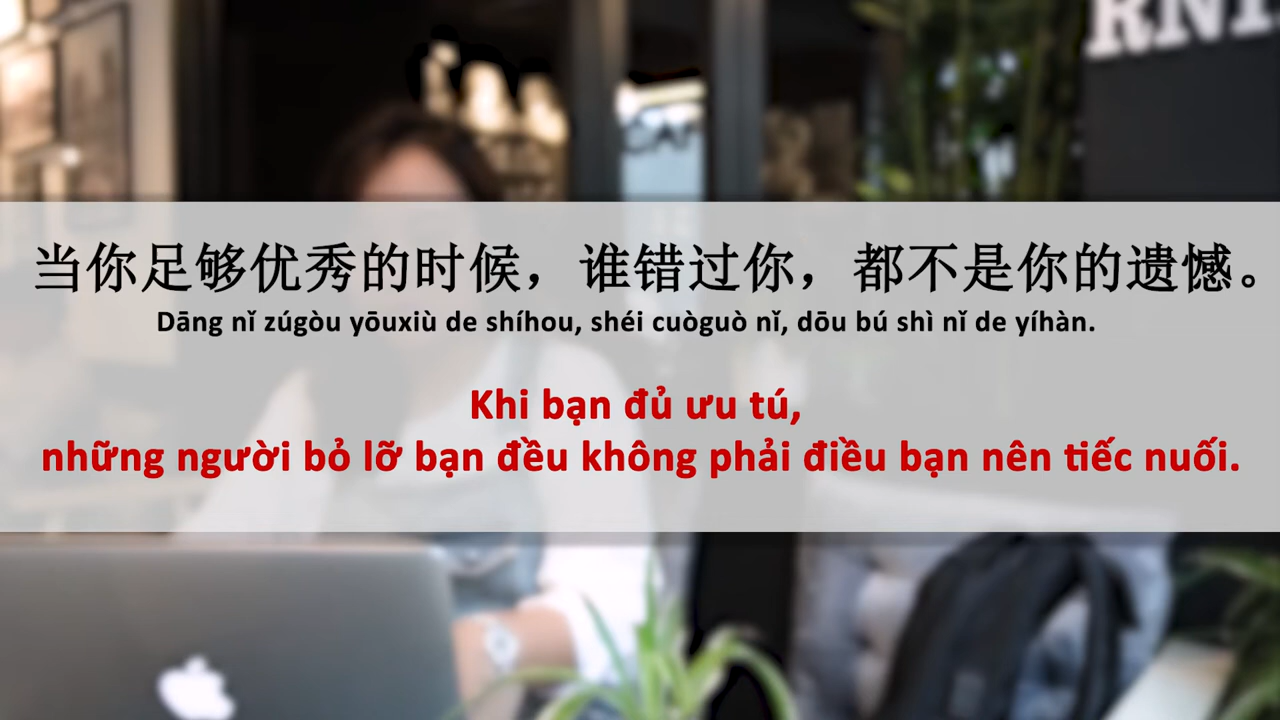 RNI
CAF
当你足够优秀的时候，谁错过你，都不是你的遗憾。
Dāng nǐ zúgòu yōuxiù de shíhou, shéi cuòguò nǐ, dōu bú shì nǐ de yíhàn.
Khi bạn đủ ưu tú,
những người bỏ lỡ bạn đều không phải điều bạn nên tiếc nuối.